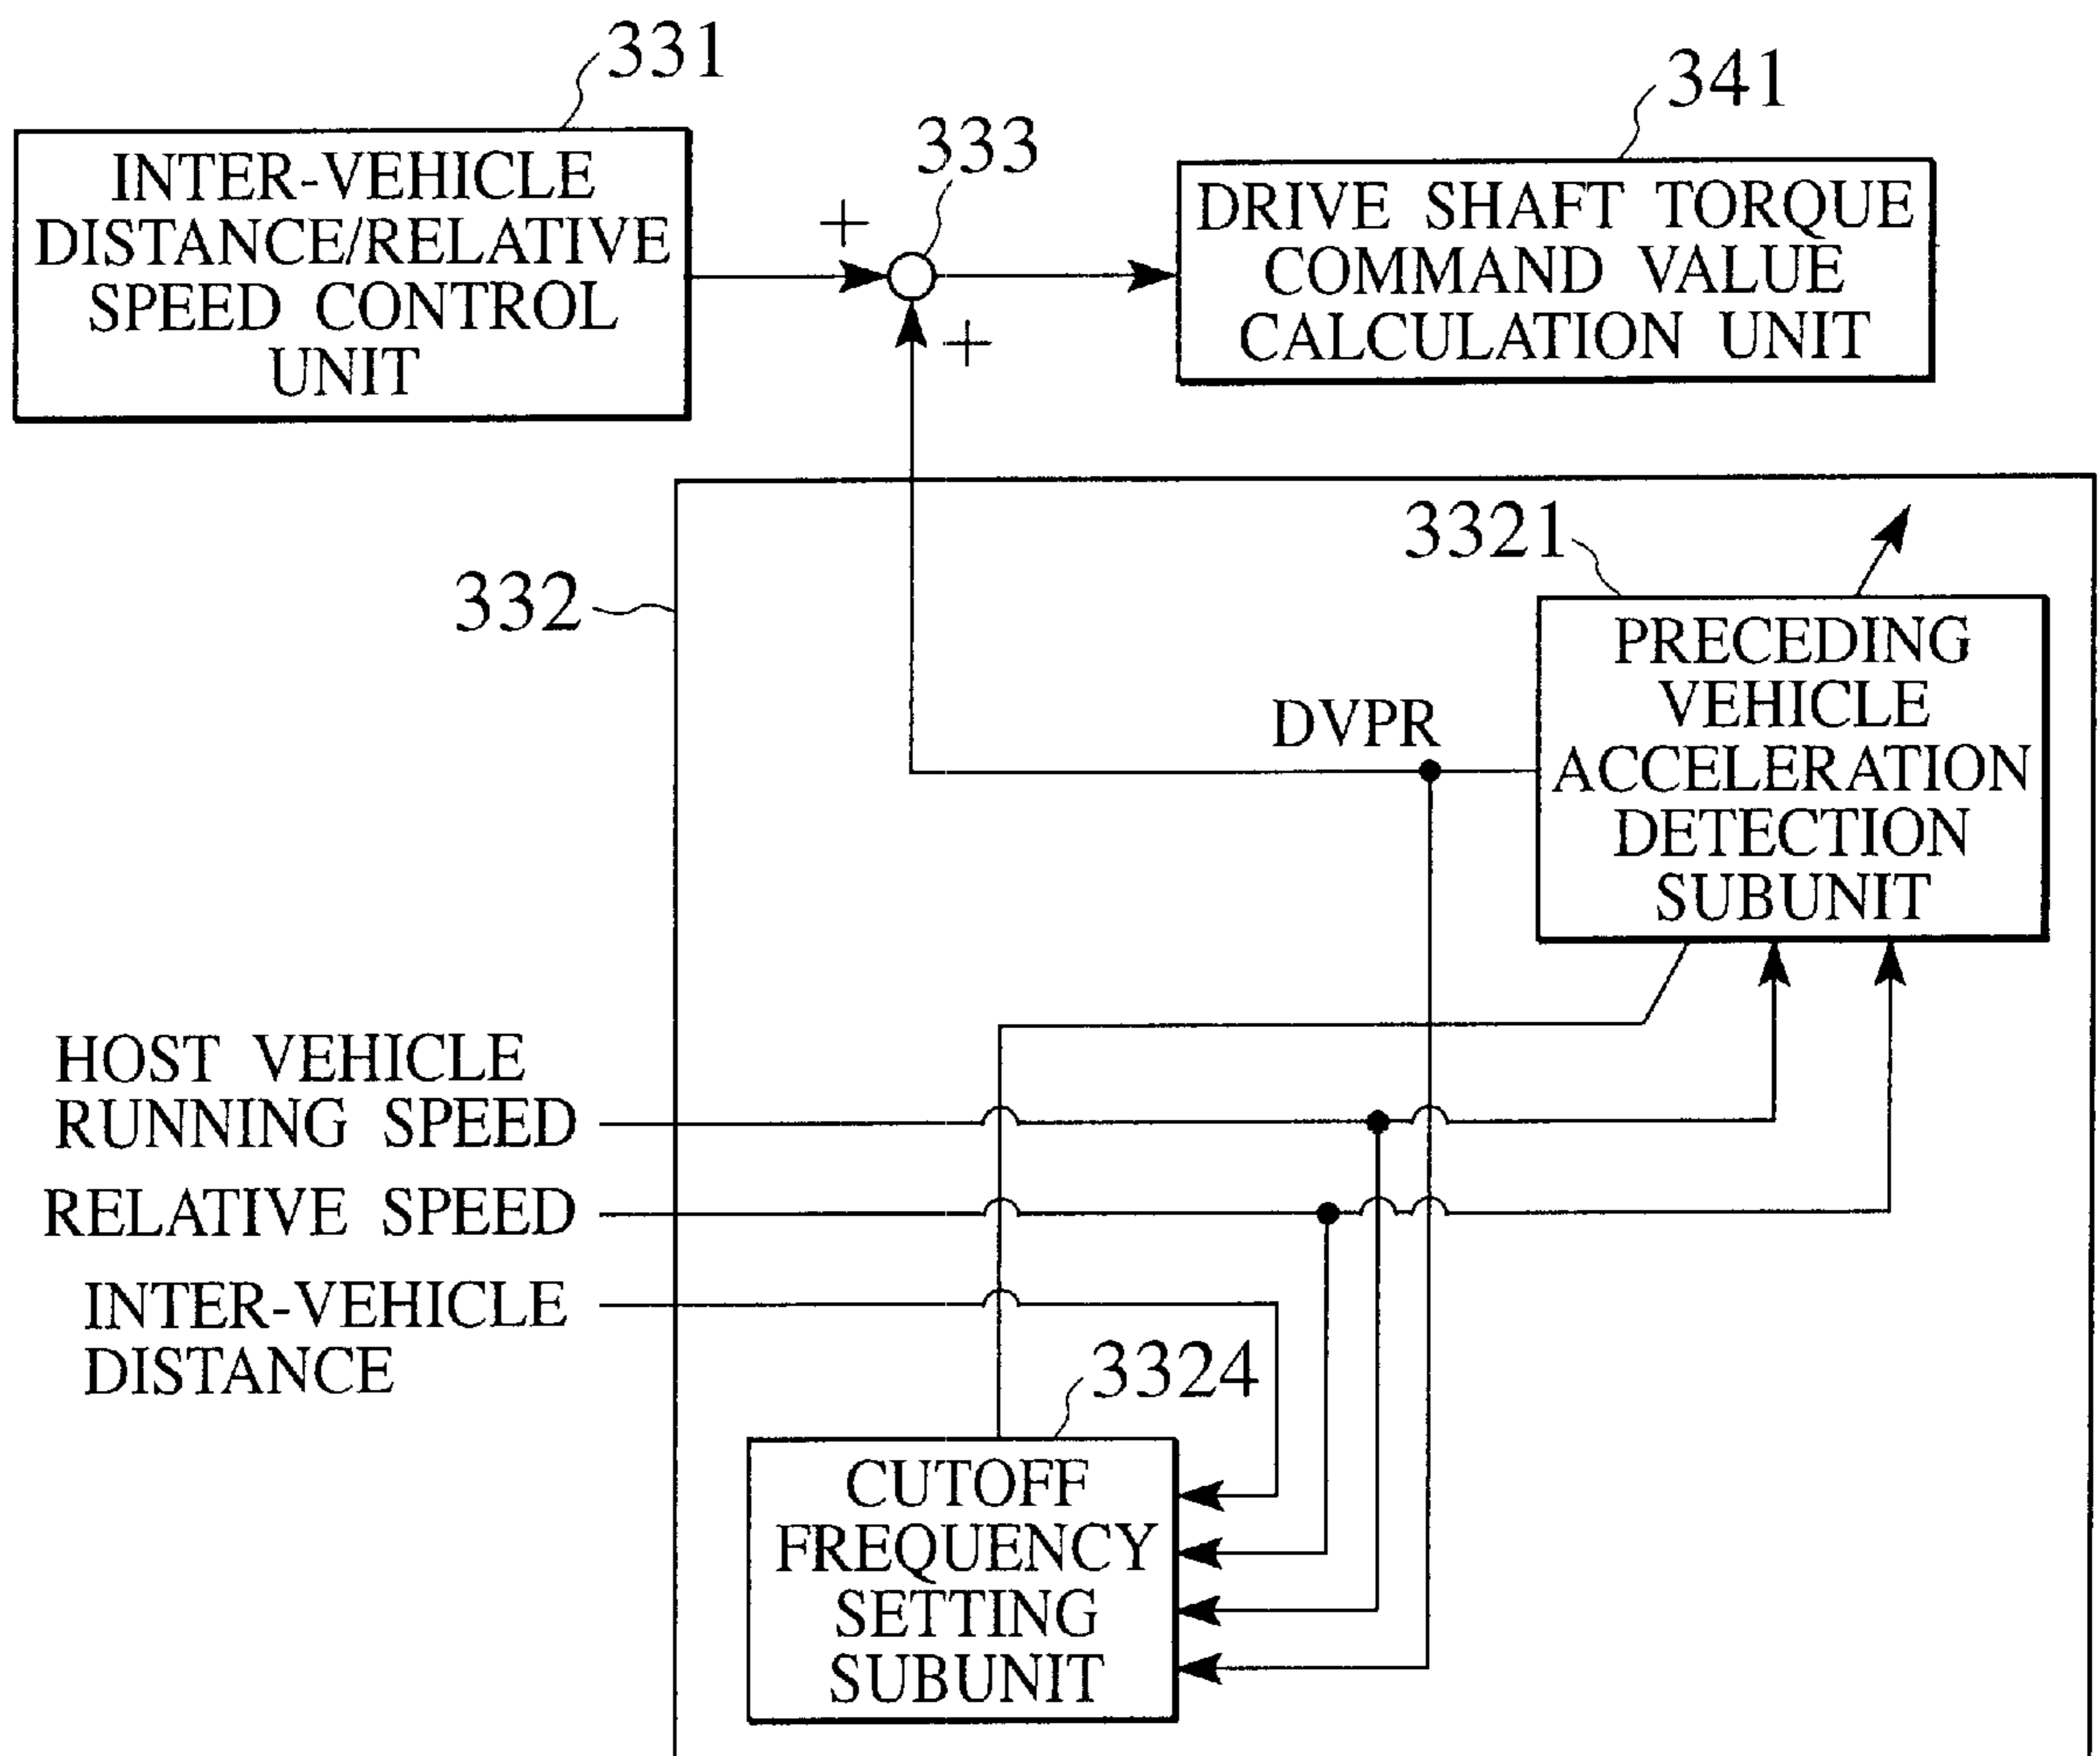 331
341
333
INTER-VEHICLE
DISTANCE/RELATIVE
SPEED CONTROL
UNIT
+
+
DRIVE SHAFT TORQUE
COMMAND VALUE
CALCULATION UNIT
3321
332
PRECEDING
VEHICLE
ACCELERATION
DETECTION
SUBUNIT
DVPR
HOST VEHICLE
RUNNING SPEED
RELATIVE SPEED
INTER-VEHICLE
DISTANCE
3324
CUTOFF
FREQUENCY
SETTING
SUBUNIT